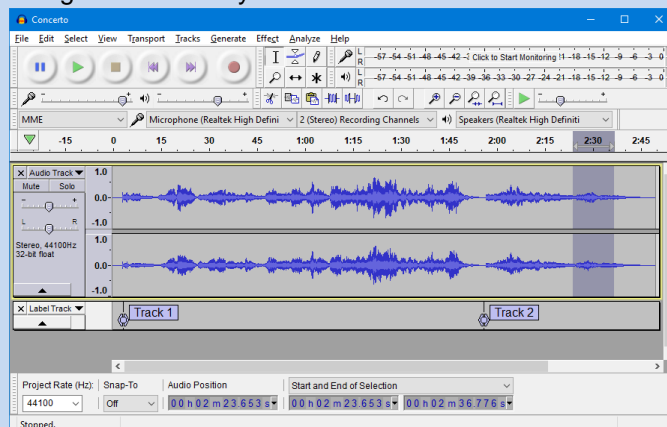 Concerto
File Edit Select View Transport Tracks Generate Effect Analyze Help
L R -57 -54 -51 -48 -45 -42 Click to Start Monitoring -18 -15 -12 -9 -6 -3 0
L R -57 -54 -51 -48 -45 -42 -39 -36 -33 -30 -27 -24 -21 -18 -15 -12 -9 -6 -3 0
MME Microphone (Realtek High Defini 2 (Stereo) Recording Channels Speakers (Realtek High Definiti
-15 0 15 30 45 1:00 1:15 1:30 1:45 2:00 2:15 2:30 2:45
Audio Track 1.0
Mute Solo
- + 0.0
L R -1.0
Stereo, 44100Hz 1.0
32-bit float 0.0
-1.0
Label Track Track 1 Track 2
Project Rate (Hz): Snap-To Audio Position Start and End of Selection
44100 Off 00 h 02 m 23.653 s 00 h 02 m 23.653 s 00 h 02 m 36.776 s
Stopped.